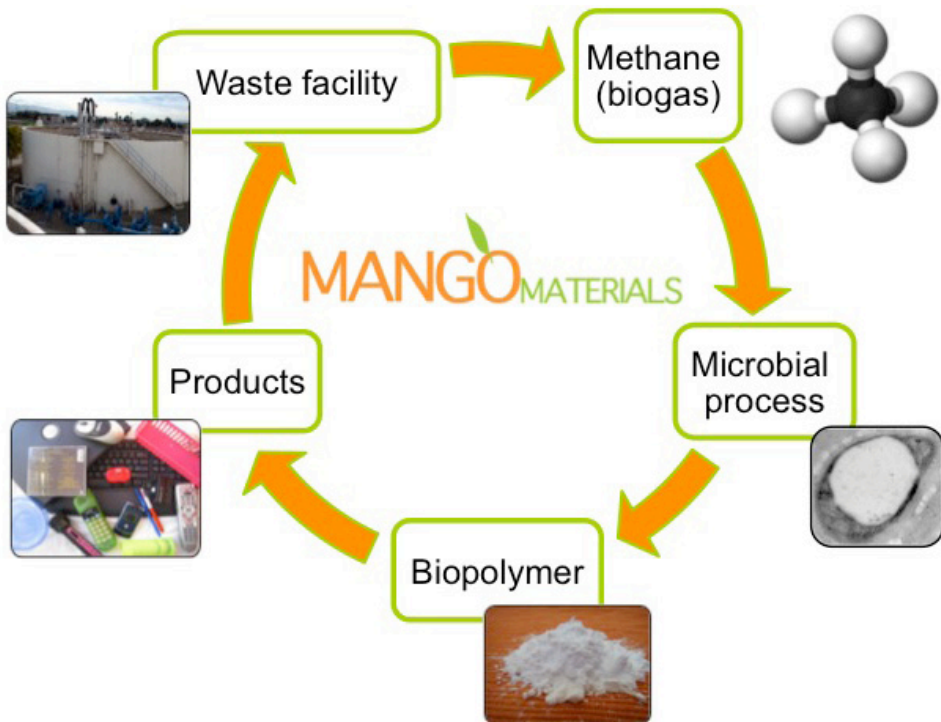 Waste facility
Methane
(biogas)
MANGO MATERIALS
Products
Microbial
process
Biopolymer